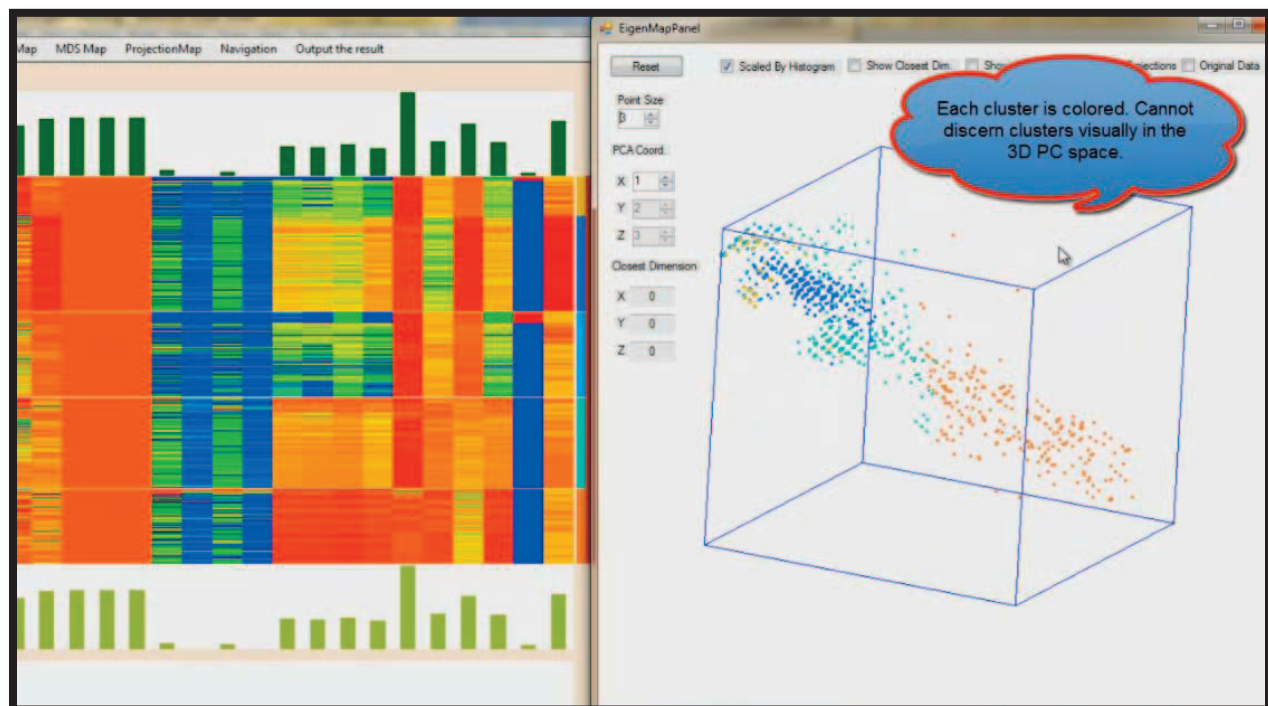 Map MDS Map ProjectionMap Navigation Output the result
EigenMapPanel
Reset
Scaled By Histogram Show Closest Dim. Original Data
Point Size
3
PCA Coord.
X 1
Y 2
Z 3
Closest Dimension
X 0
Y 0
Z 0
Each cluster is colored. Cannot
discern clusters visually in the
3D PC space.